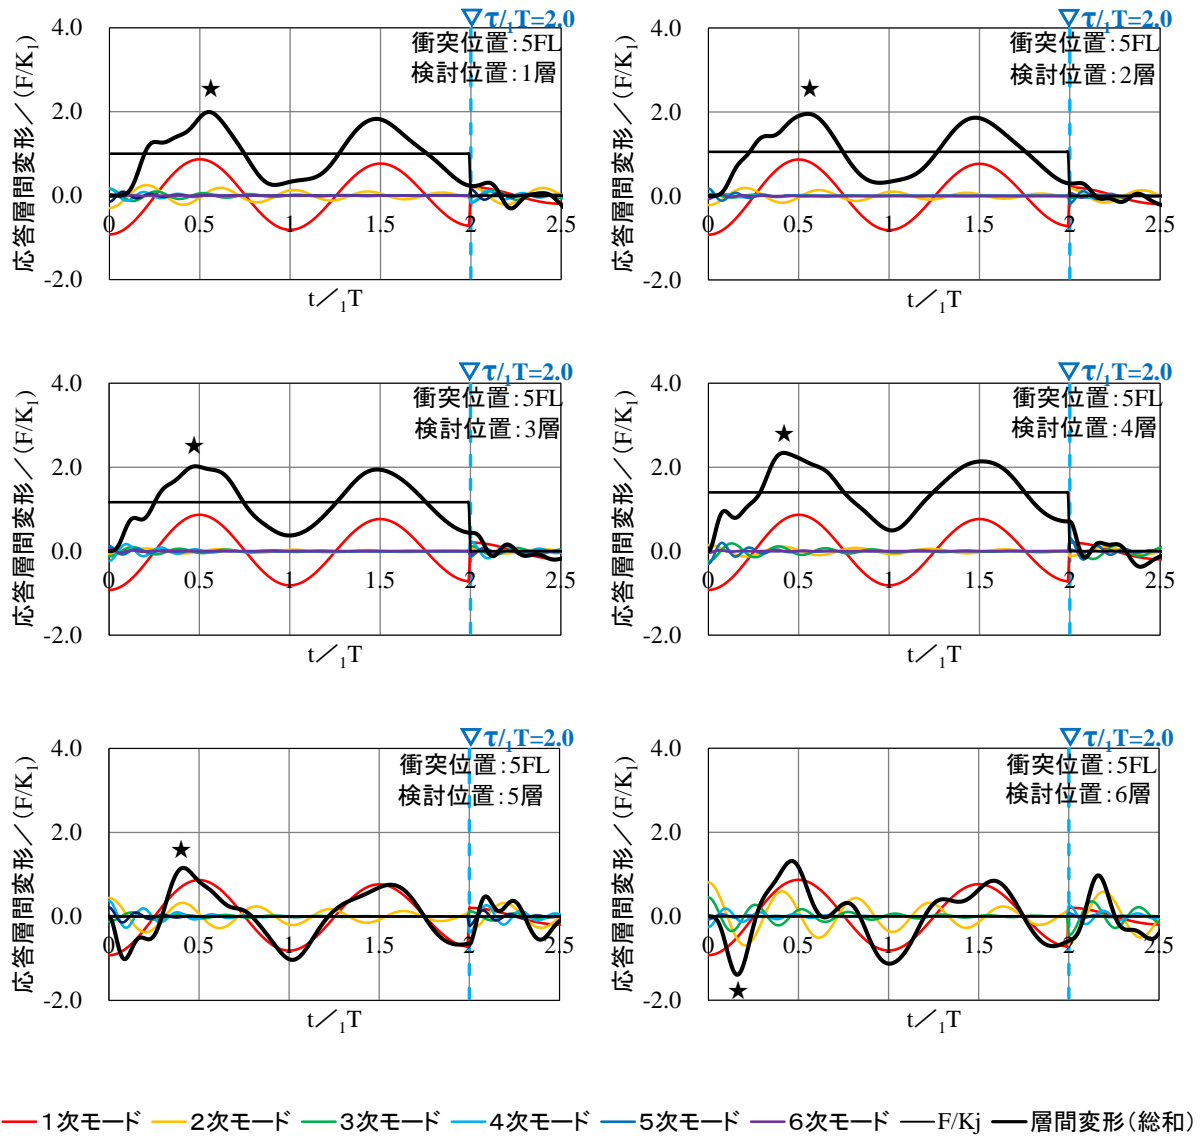 ▽τ/₁T=2.0
4.0
2.0
0.0
-2.0
応答層間変形／(F/K₁)
衝突位置:5FL
検討位置:1層
★
0
0.5
1
1.5
2
2.5
t／₁T
▽τ/₁T=2.0
4.0
2.0
0.0
-2.0
応答層間変形／(F/K₁)
衝突位置:5FL
検討位置:2層
★
0
0.5
1
1.5
2
2.5
t／₁T
▽τ/₁T=2.0
4.0
2.0
0.0
-2.0
応答層間変形／(F/K₁)
衝突位置:5FL
検討位置:3層
★
0
0.5
1
1.5
2
2.5
t／₁T
▽τ/₁T=2.0
4.0
2.0
0.0
-2.0
応答層間変形／(F/K₁)
衝突位置:5FL
検討位置:4層
★
0
0.5
1
1.5
2
2.5
t／₁T
▽τ/₁T=2.0
4.0
2.0
0.0
-2.0
応答層間変形／(F/K₁)
衝突位置:5FL
検討位置:5層
★
0
0.5
1
1.5
2
2.5
t／₁T
▽τ/₁T=2.0
4.0
2.0
0.0
-2.0
応答層間変形／(F/K₁)
衝突位置:5FL
検討位置:6層
★
0
0.5
1
1.5
2
2.5
t／₁T
1次モード 2次モード 3次モード 4次モード 5次モード 6次モード F/Kj 層間変形(総和)